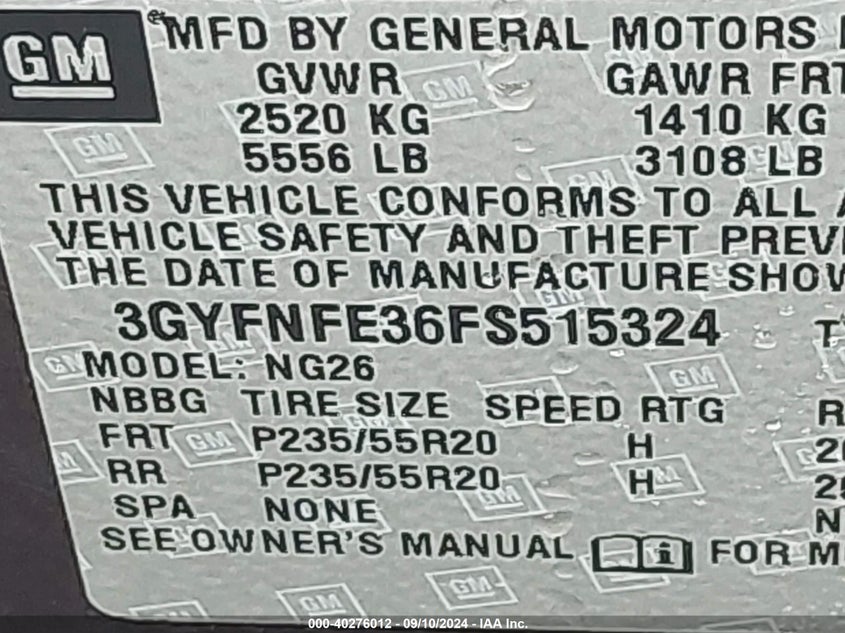 GM
MFD BY GENERAL MOTORS
GVWR GAWR FRT
2520 KG 1410 KG
5556 LB 3108 LB
THIS VEHICLE CONFORMS TO ALL
VEHICLE SAFETY AND THEFT PREV
THE DATE OF MANUFACTURE SHOW
3GYFNFE36FS515324 T
MODEL: NG26
NBBG TIRE SIZE SPEED RTG R
FRT P235/55R20 H
RR P235/55R20 H
SPA NONE N
SEE OWNER'S MANUAL FOR M
000-40276012 - 09/10/2024 - IAA Inc.